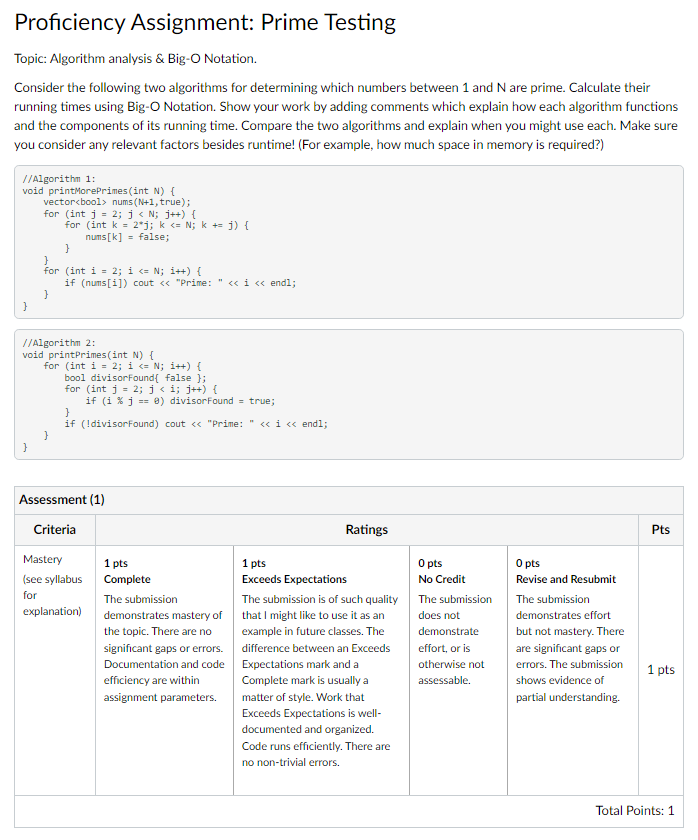 Proficiency Assignment: Prime Testing
Topic: Algorithm analysis & Big-O Notation.
Consider the following two algorithms for determining which numbers between 1 and N are prime. Calculate their
running times using Big-O Notation. Show your work by adding comments which explain how each algorithm functions
and the components of its running time. Compare the two algorithms and explain when you might use each. Make sure
you consider any relevant factors besides runtime! (For example, how much space in memory is required?)
//Algorithm 1:
void printMorePrimes(int N) {
    vector<bool> nums(N+1,true);
    for (int j = 2; j < N; j++) {
        for (int k = 2*j; k <= N; k += j) {
            nums[k] = false;
        }
    }
    for (int i = 2; i <= N; i++) {
        if (nums[i]) cout << "Prime: " << i << endl;
    }
}
//Algorithm 2:
void printPrimes(int N) {
    for (int i = 2; i <= N; i++) {
        bool divisorFound{ false };
        for (int j = 2; j < i; j++) {
            if (i % j == 0) divisorFound = true;
        }
        if (!divisorFound) cout << "Prime: " << i << endl;
    }
}
Assessment (1)
Criteria
Ratings
Pts
Mastery
(see syllabus
for
explanation)
1 pts
Complete
The submission
demonstrates mastery of
the topic. There are no
significant gaps or errors.
Documentation and code
efficiency are within
assignment parameters.
1 pts
Exceeds Expectations
The submission is of such quality
that I might like to use it as an
example in future classes. The
difference between an Exceeds
Expectations mark and a
Complete mark is usually a
matter of style. Work that
Exceeds Expectations is well-
documented and organized.
Code runs efficiently. There are
no non-trivial errors.
0 pts
No Credit
The submission
does not
demonstrate
effort, or is
otherwise not
assessable.
0 pts
Revise and Resubmit
The submission
demonstrates effort
but not mastery. There
are significant gaps or
errors. The submission
shows evidence of
partial understanding.
1 pts
Total Points: 1